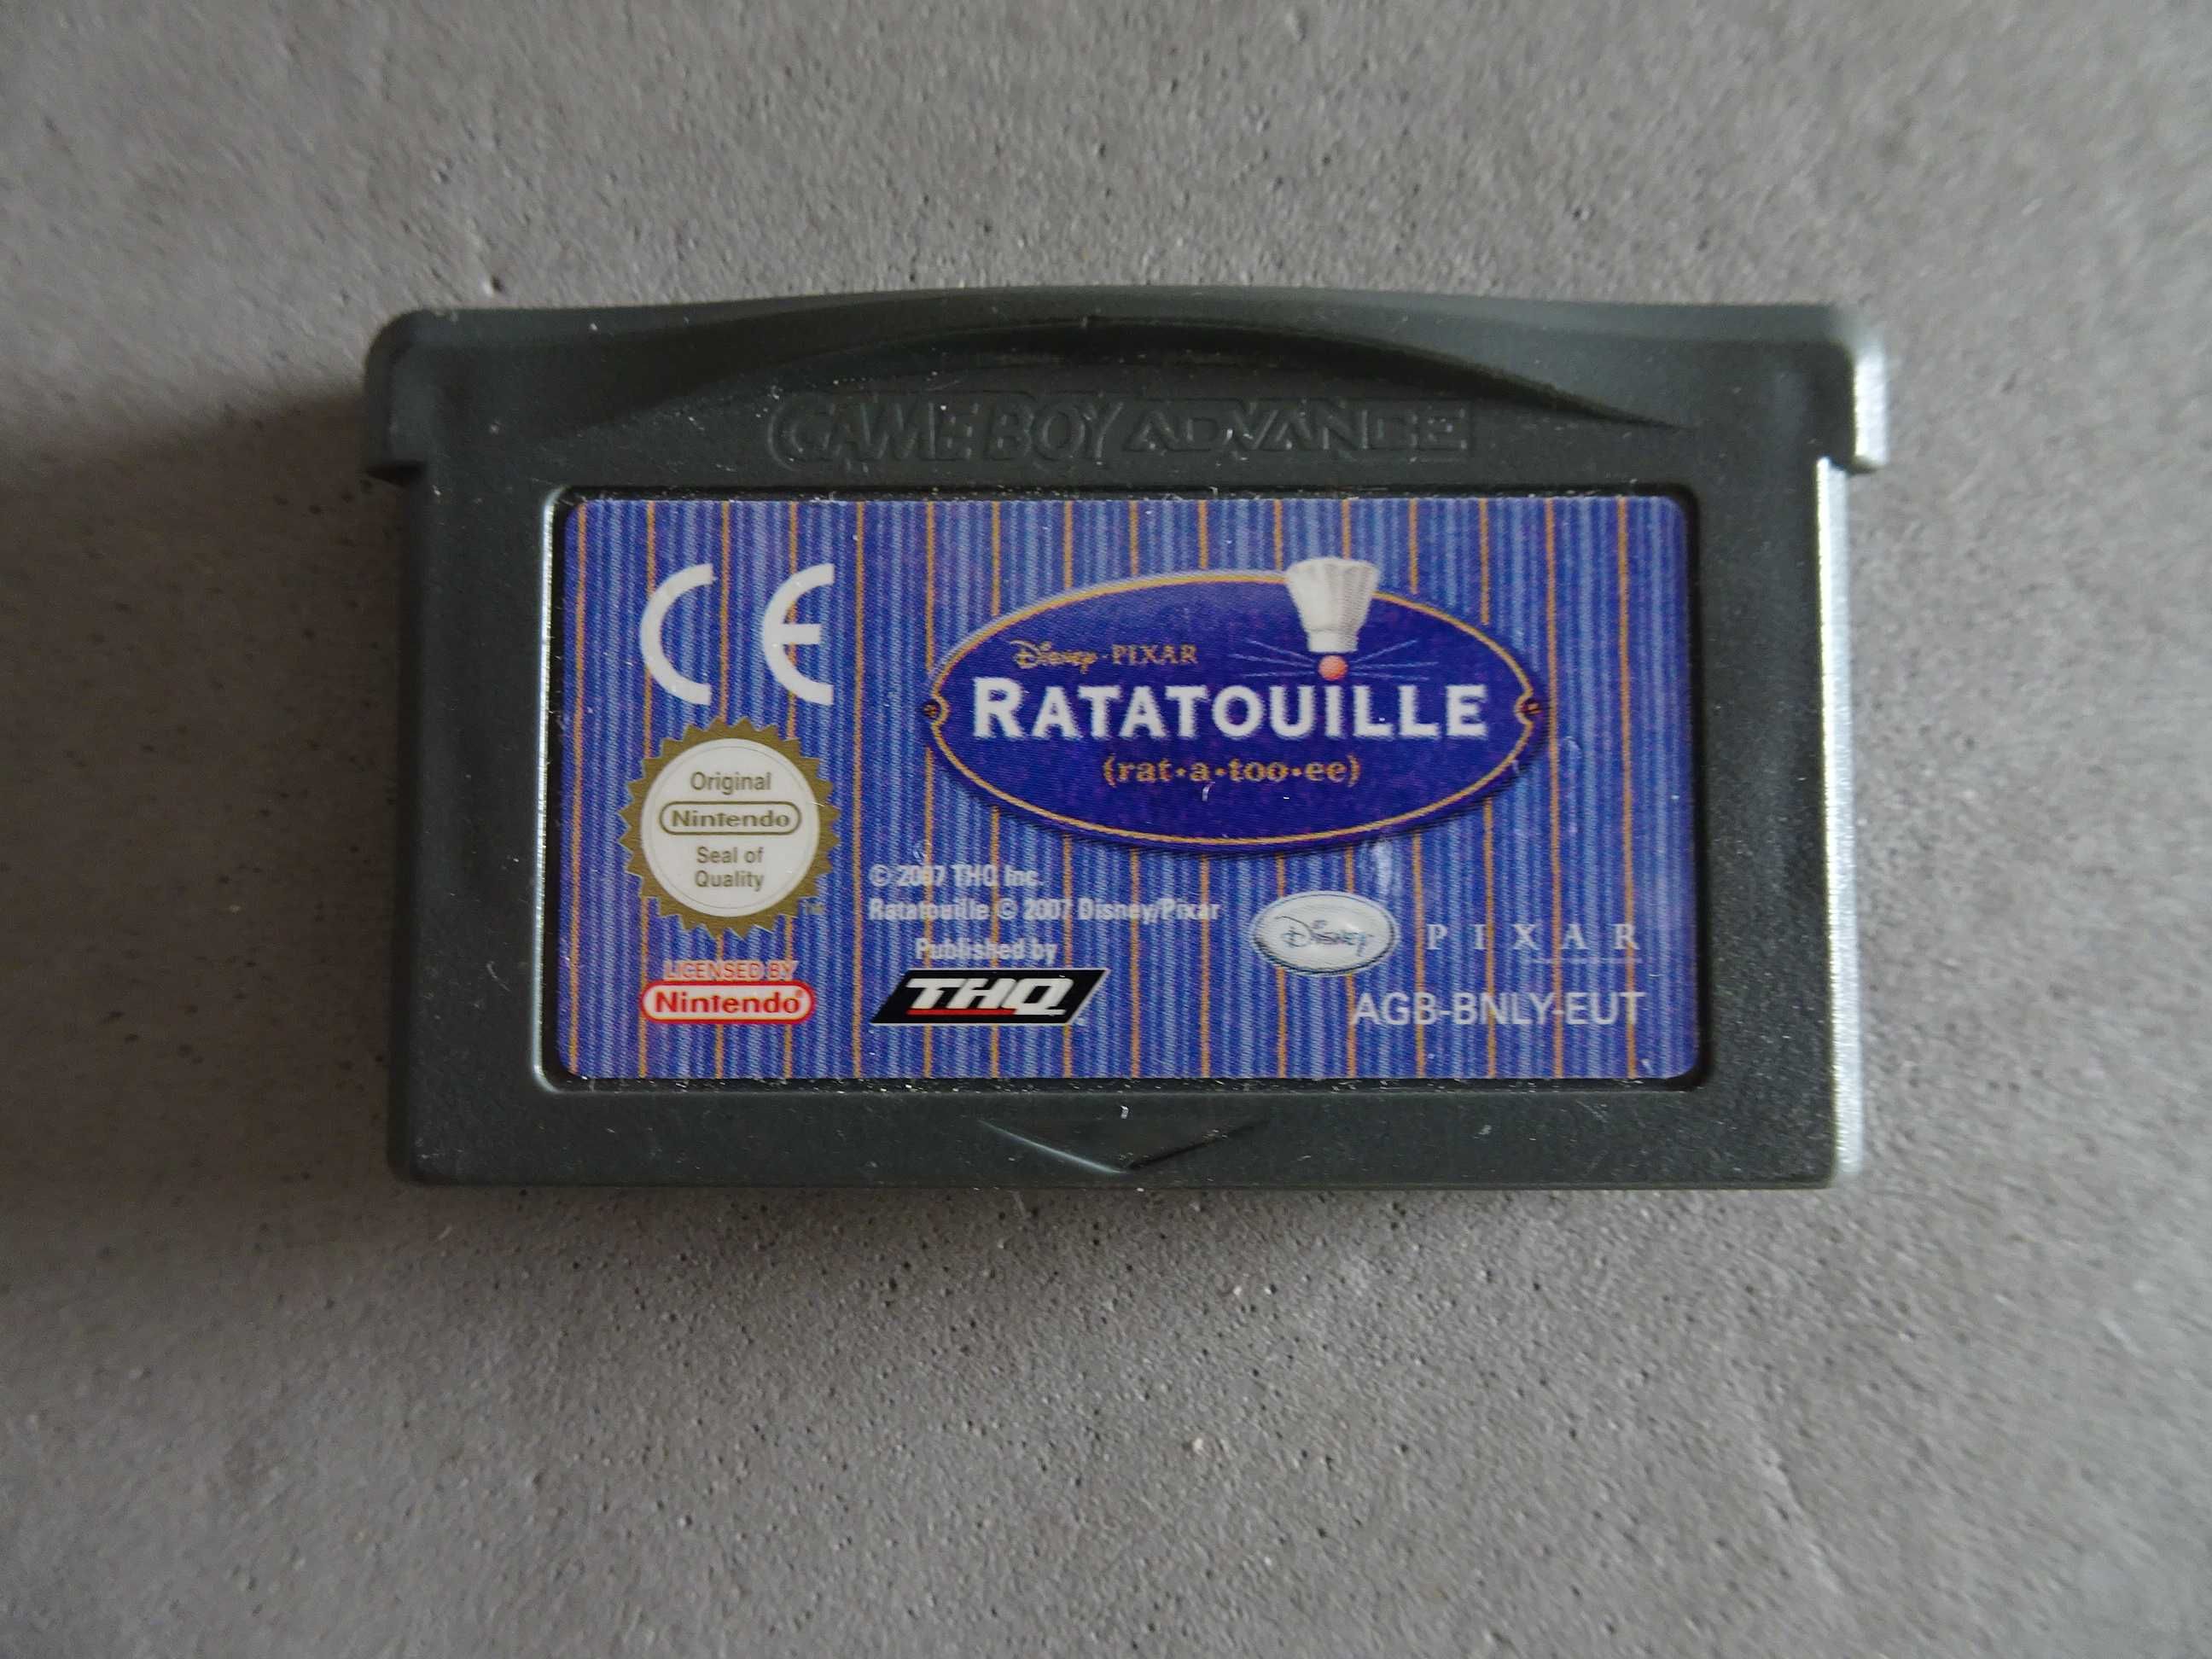 GAME BOY ADVANCE
CE
Disney·PIXAR
RATATOUILLE
(rat·a·too·ee)
Original
Nintendo
Seal of
Quality
TM
© 2007 THQ Inc.
Ratatouille © 2007 Disney/Pixar
Published by
THQ
LICENSED BY
Nintendo®
Disney PIXAR
AGB-BNLY-EUT